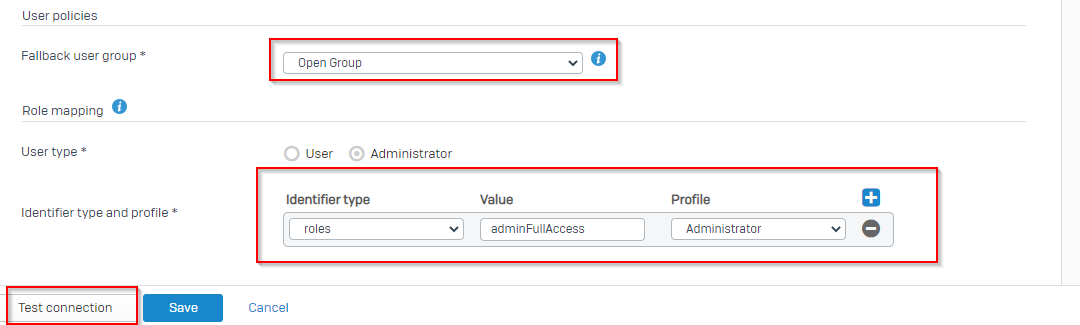 User policies
Fallback user group *
Open Group
Role mapping
User type *
User
Administrator
Identifier type and profile *
Identifier type Value Profile
roles adminFullAccess Administrator
Test connection Save Cancel